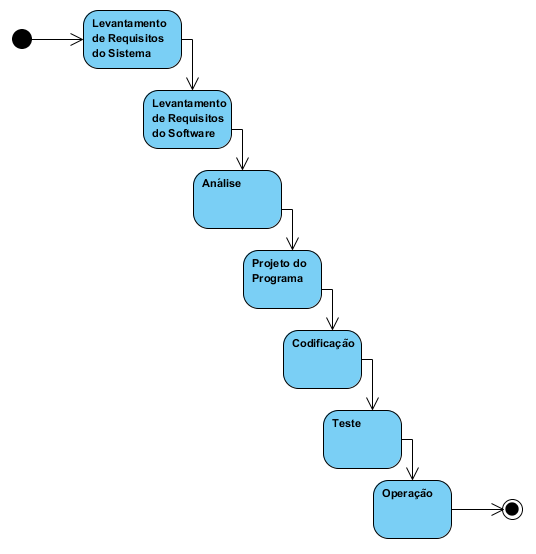 Levantamento
de Requisitos
do Sistema
Levantamento
de Requisitos
do Software
Análise
Projeto do
Programa
Codificação
Teste
Operação